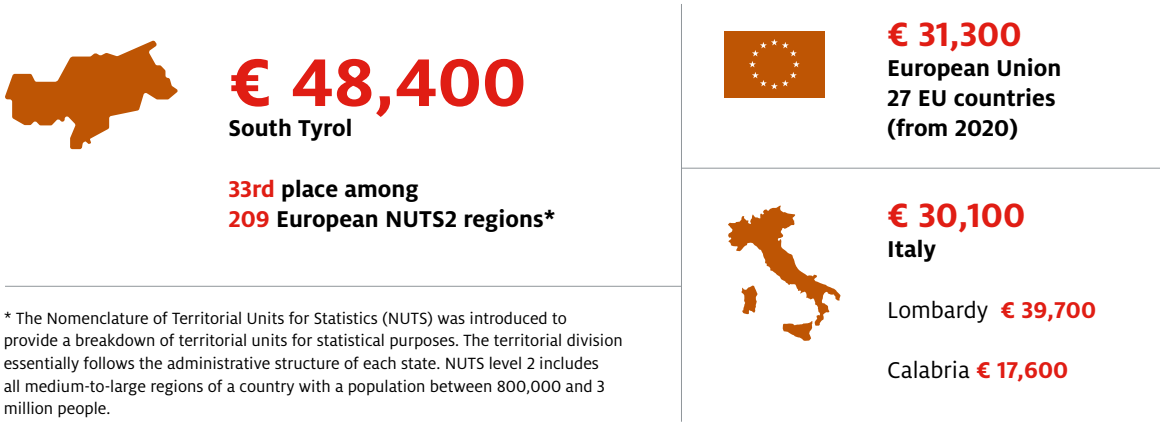 € 48,400
South Tyrol
33rd place among
209 European NUTS2 regions*
* The Nomenclature of Territorial Units for Statistics (NUTS) was introduced to
provide a breakdown of territorial units for statistical purposes. The territorial division
essentially follows the administrative structure of each state. NUTS level 2 includes
all medium-to-large regions of a country with a population between 800,000 and 3
million people.
€ 31,300
European Union
27 EU countries
(from 2020)
€ 30,100
Italy
Lombardy € 39,700
Calabria € 17,600